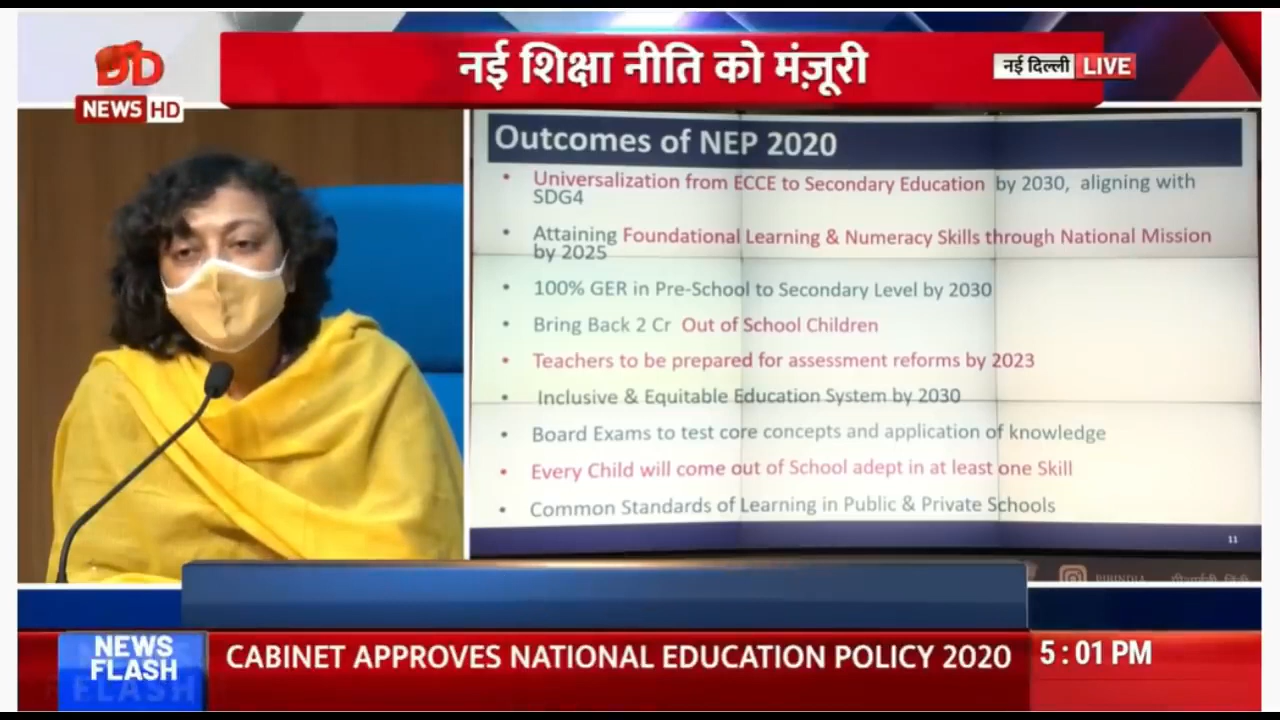 DD
NEWS HD
नई शिक्षा नीति को मंज़ूरी
नई दिल्ली LIVE
Outcomes of NEP 2020
• Universalization from ECCE to Secondary Education by 2030, aligning with
SDG4
• Attaining Foundational Learning & Numeracy Skills through National Mission
by 2025
• 100% GER in Pre-School to Secondary Level by 2030
• Bring Back 2 Cr Out of School Children
• Teachers to be prepared for assessment reforms by 2023
• Inclusive & Equitable Education System by 2030
• Board Exams to test core concepts and application of knowledge
• Every Child will come out of School adept in at least one Skill
• Common Standards of Learning in Public & Private Schools
11
PIBINDIA
NEWS
FLASH
CABINET APPROVES NATIONAL EDUCATION POLICY 2020
5:01 PM